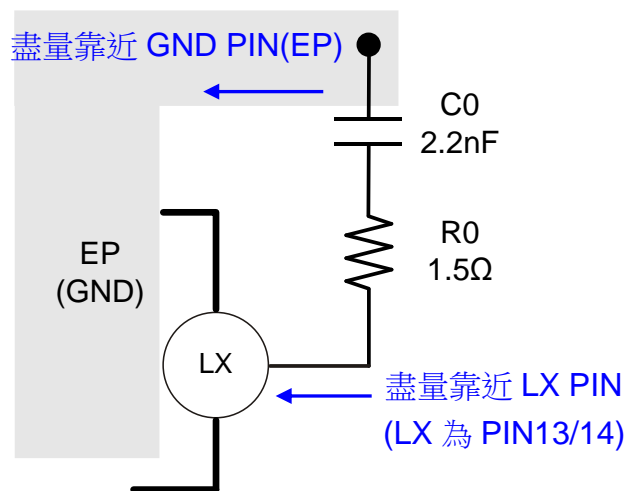 盡量靠近 GND PIN(EP)
C0
2.2nF
R0
1.5Ω
EP
(GND)
LX
盡量靠近 LX PIN
(LX 為 PIN13/14)